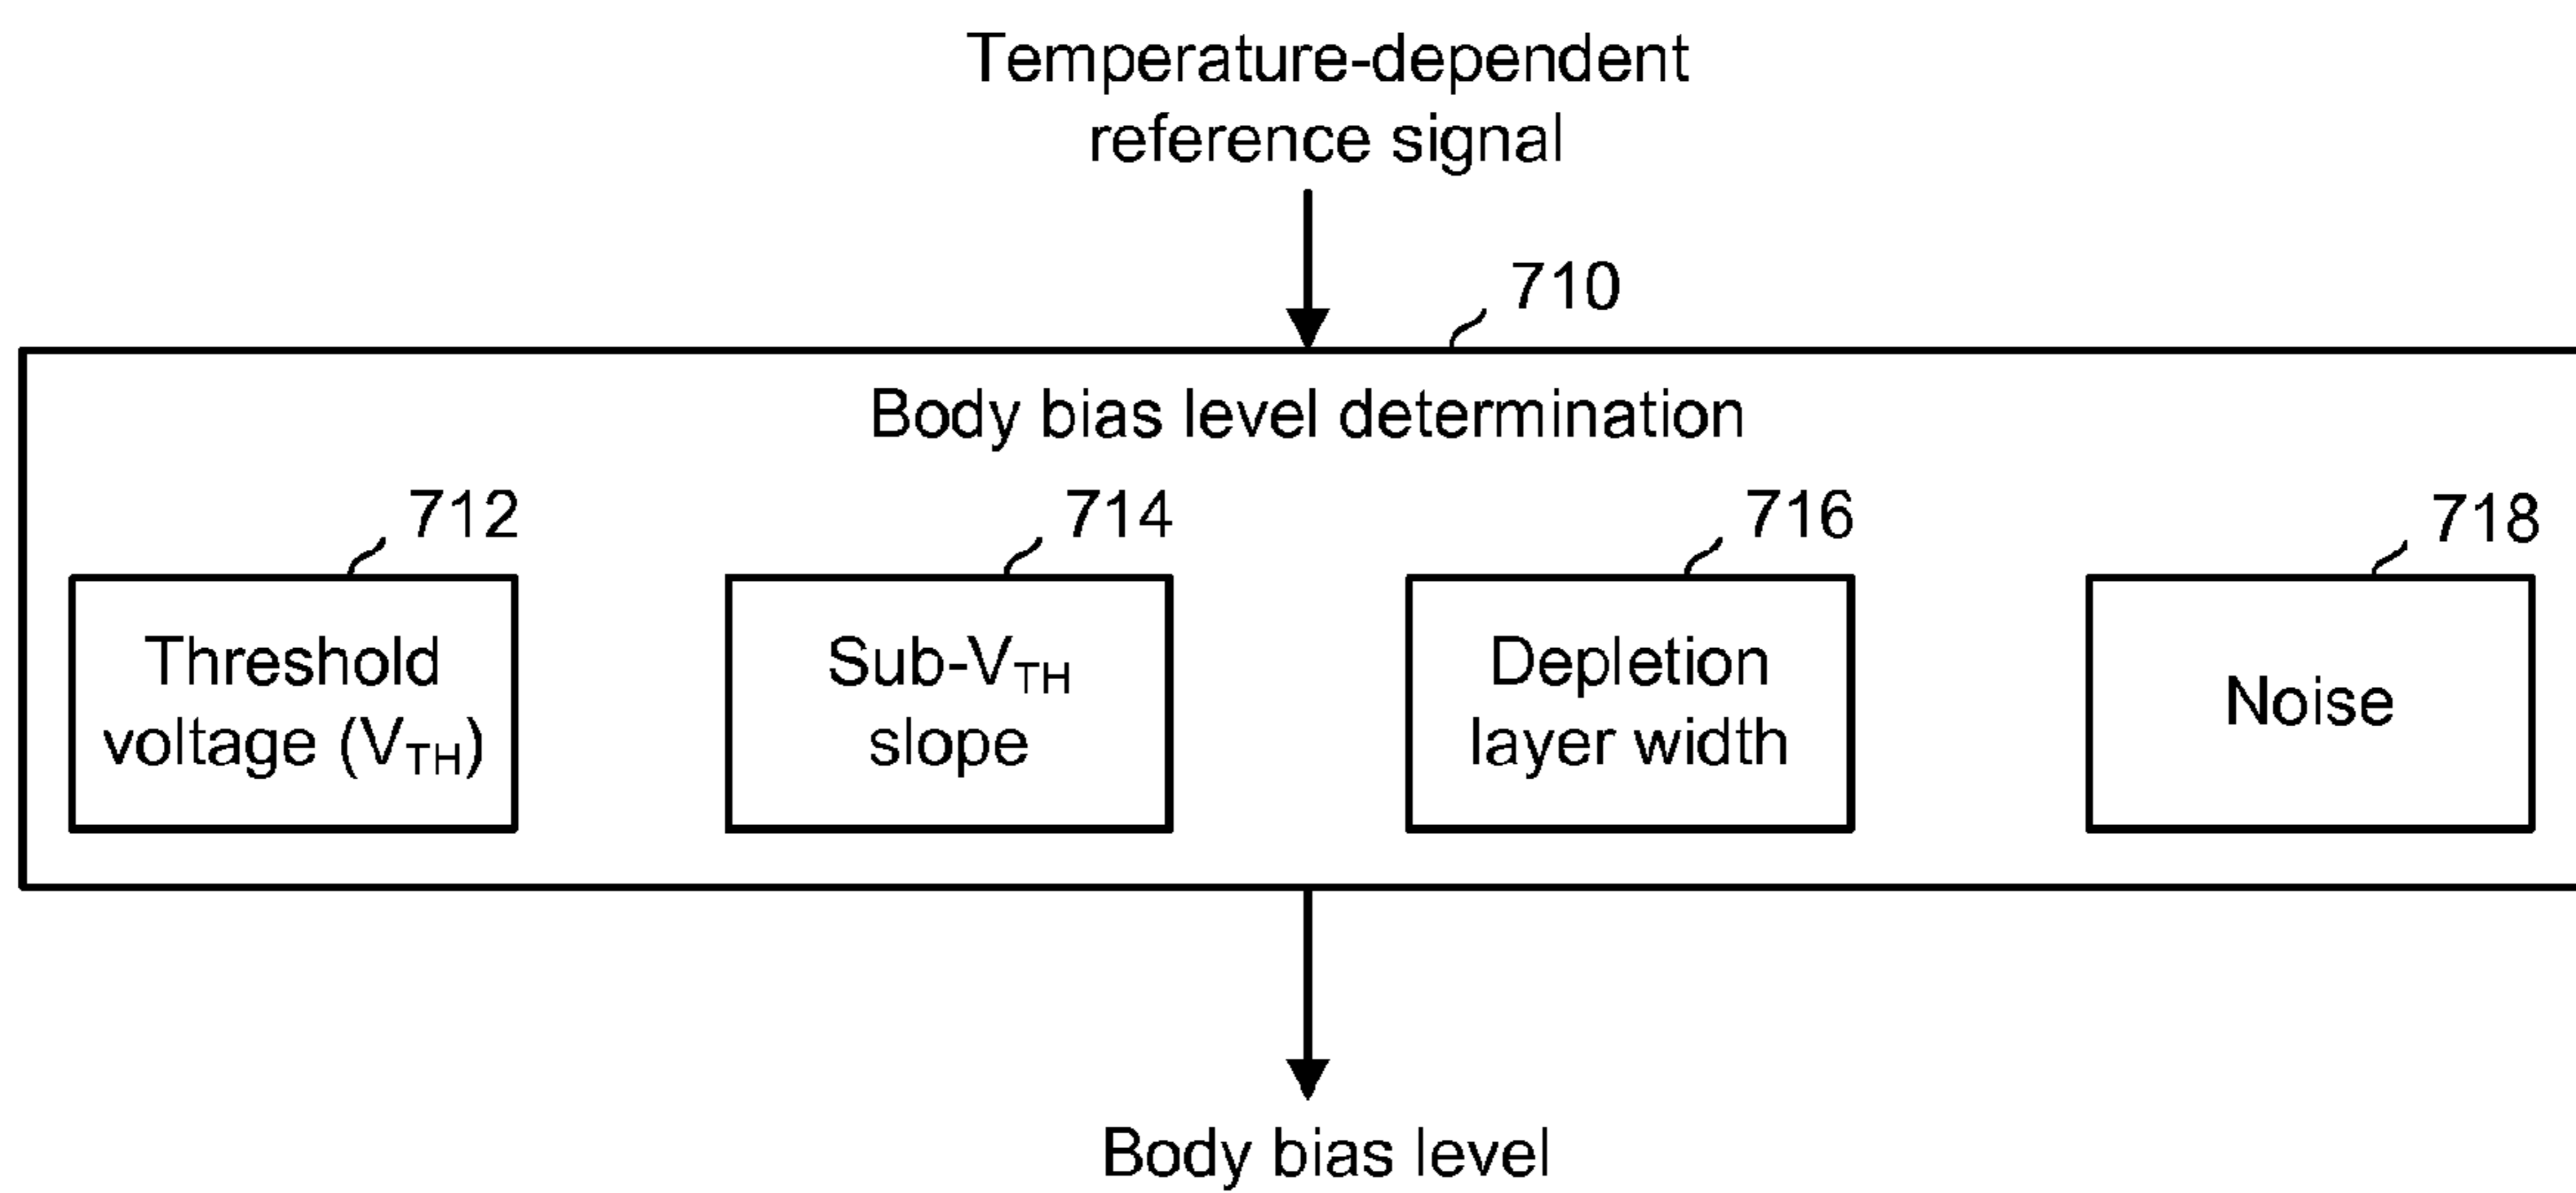 Temperature-dependent
reference signal
710
Body bias level determination
712
714
716
718
Threshold
voltage (VTH)
Sub-VTH
slope
Depletion
layer width
Noise
Body bias level